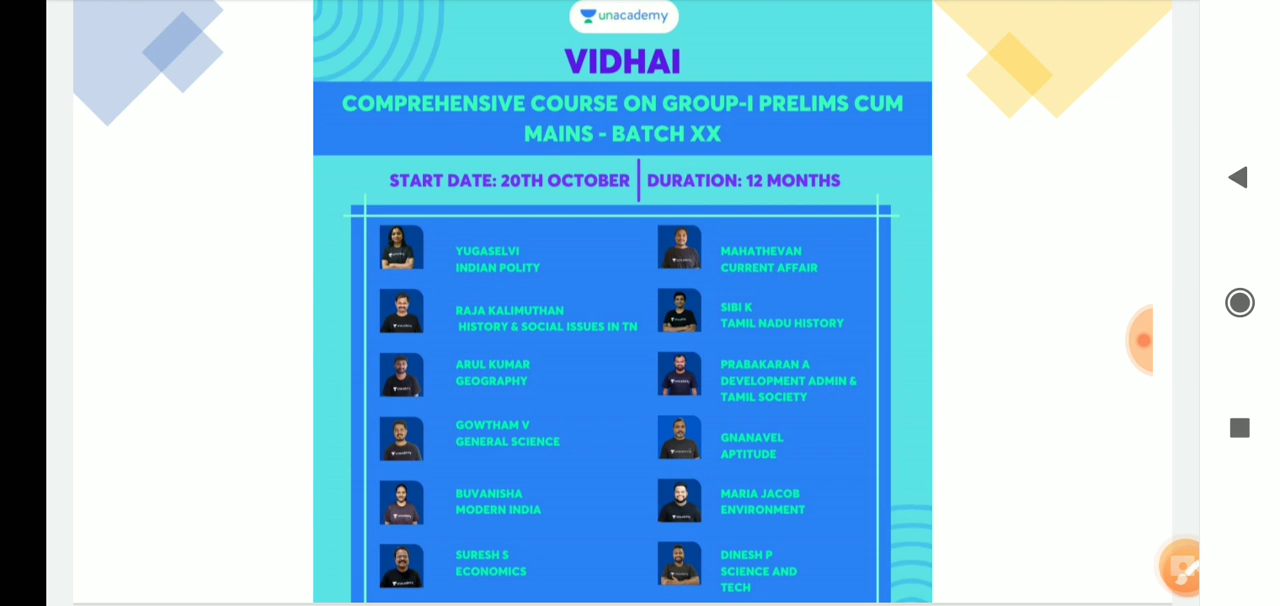 unacademy
VIDHAI
COMPREHENSIVE COURSE ON GROUP-I PRELIMS CUM
MAINS - BATCH XX
START DATE: 20TH OCTOBER
DURATION: 12 MONTHS
YUGASELVI
INDIAN POLITY
MAHATHEVAN
CURRENT AFFAIR
RAJA KALIMUTHAN
HISTORY & SOCIAL ISSUES IN TN
SIBI K
TAMIL NADU HISTORY
ARUL KUMAR
GEOGRAPHY
PRABAKARAN A
DEVELOPMENT ADMIN &
TAMIL SOCIETY
GOWTHAM V
GENERAL SCIENCE
GNANAVEL
APTITUDE
BUVANISHA
MODERN INDIA
MARIA JACOB
ENVIRONMENT
SURESH S
ECONOMICS
DINESH P
SCIENCE AND
TECH